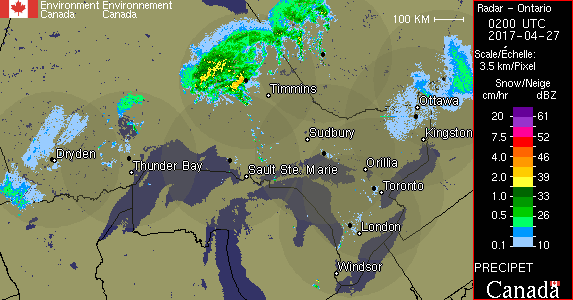 Environment Environnement
Canada Canada
100 KM
Radar - Ontario
0200 UTC
2017-04-27
Scale/Échelle:
3.5 km/Pixel
Snow/Neige
cm/hr dBZ
20 61
7.5 52
4.0 46
2.0 39
1.0 33
0.5 26
0.1 10
PRECIPET
Canada
Timmins
Ottawa
Sudbury
Kingston
Dryden
Thunder Bay
Sault Ste. Marie
Orillia
Toronto
London
Windsor